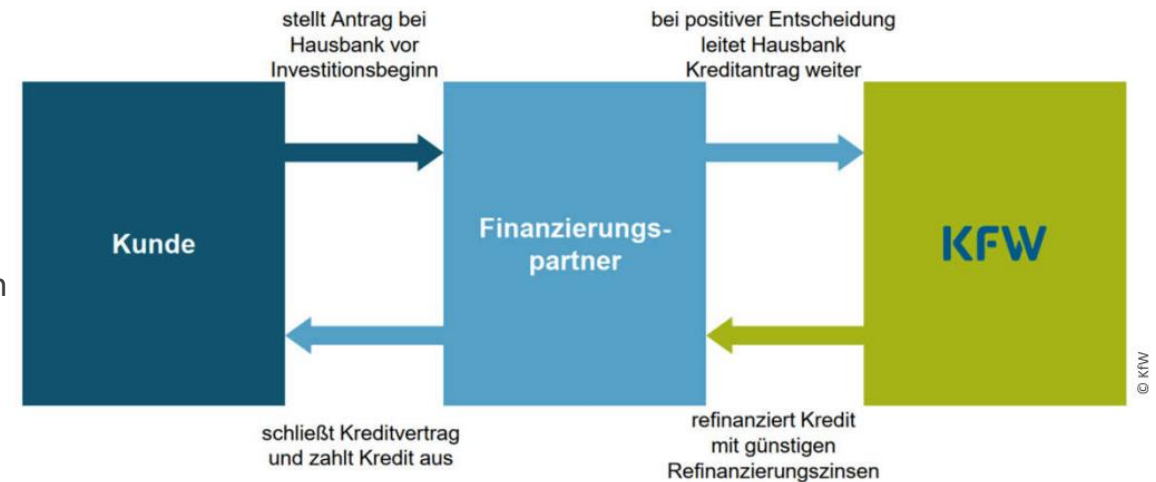 stellt Antrag bei
Hausbank vor
Investitionsbeginn
bei positiver Entscheidung
leitet Hausbank
Kreditantrag weiter
Kunde
Finanzierungs-
partner
KFW
n
schließt Kreditvertrag
und zahlt Kredit aus
refinanziert Kredit
mit günstigen
Refinanzierungszinsen
© KfW